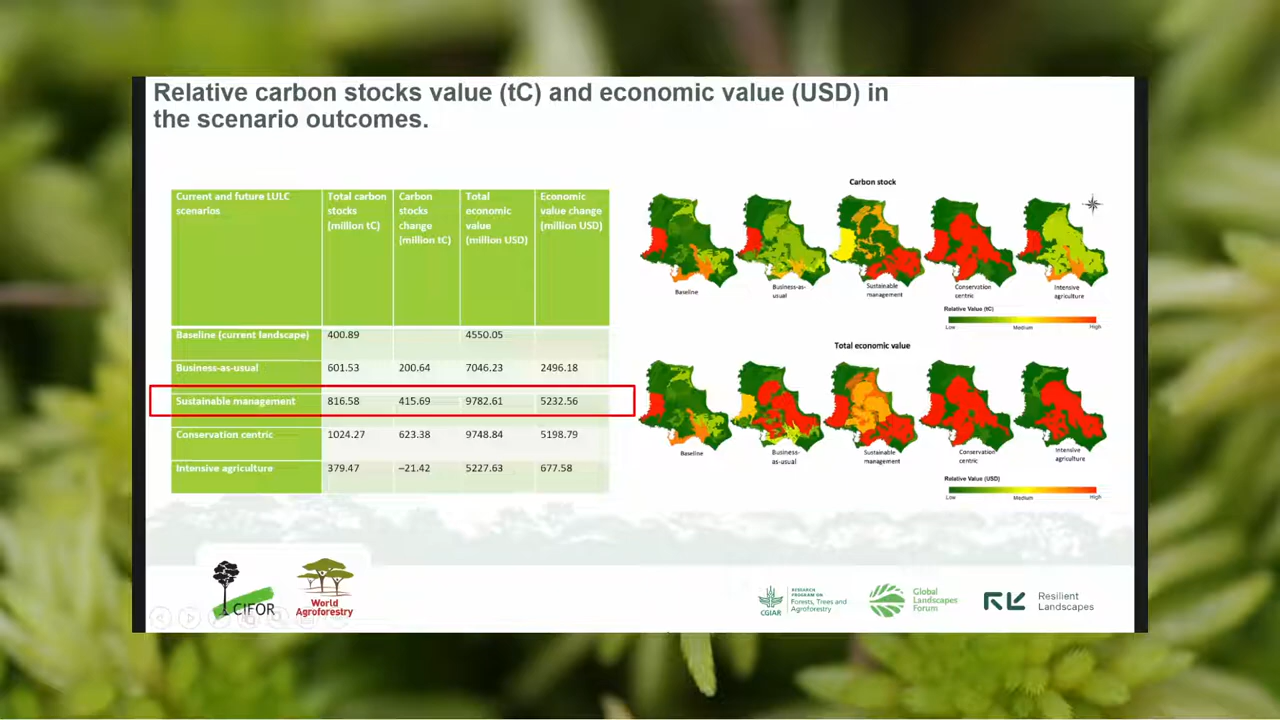 Relative carbon stocks value (tC) and economic value (USD) in
the scenario outcomes.
Current and future LULC
scenarios
Total carbon
stocks
(million tC)
Carbon
stocks
change
(million tC)
Total
economic
value
(million USD)
Economic
value change
(million USD)
Baseline (current landscape) 400.89 4550.05
Business-as-usual 601.53 200.64 7046.23 2496.18
Sustainable management 816.58 415.69 9782.61 5232.56
Conservation centric 1024.27 623.38 9748.84 5198.79
Intensive agriculture 379.47 –21.42 5227.63 677.58
Carbon stock
Baseline
Business-as-
usual
Sustainable
management
Conservation
centric
Intensive
agriculture
Relative Value (tC)
Low Medium High
Total economic value
Baseline
Business-
as-usual
Sustainable
management
Conservation
centric
Intensive
agriculture
Relative Value (USD)
Low Medium High
CIFOR
World
Agroforestry
CGIAR
RESEARCH
PROGRAM ON
Forests, Trees and
Agroforestry
Global
Landscapes
Forum
Resilient
Landscapes